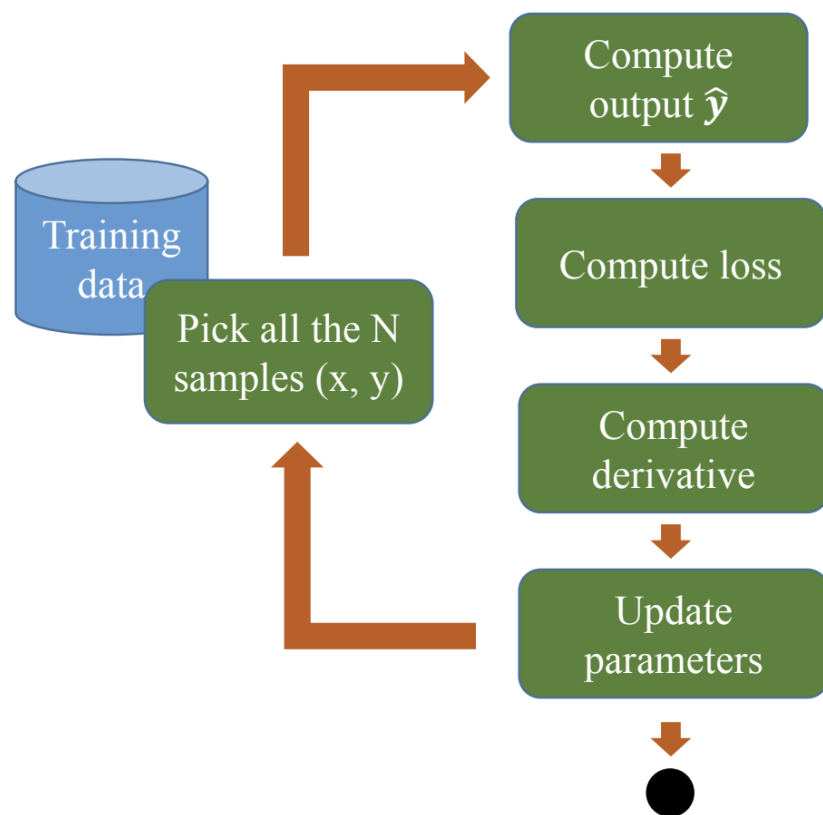 Training
data
Pick all the N
samples (x, y)
Compute
output ŷ
Compute loss
Compute
derivative
Update
parameters